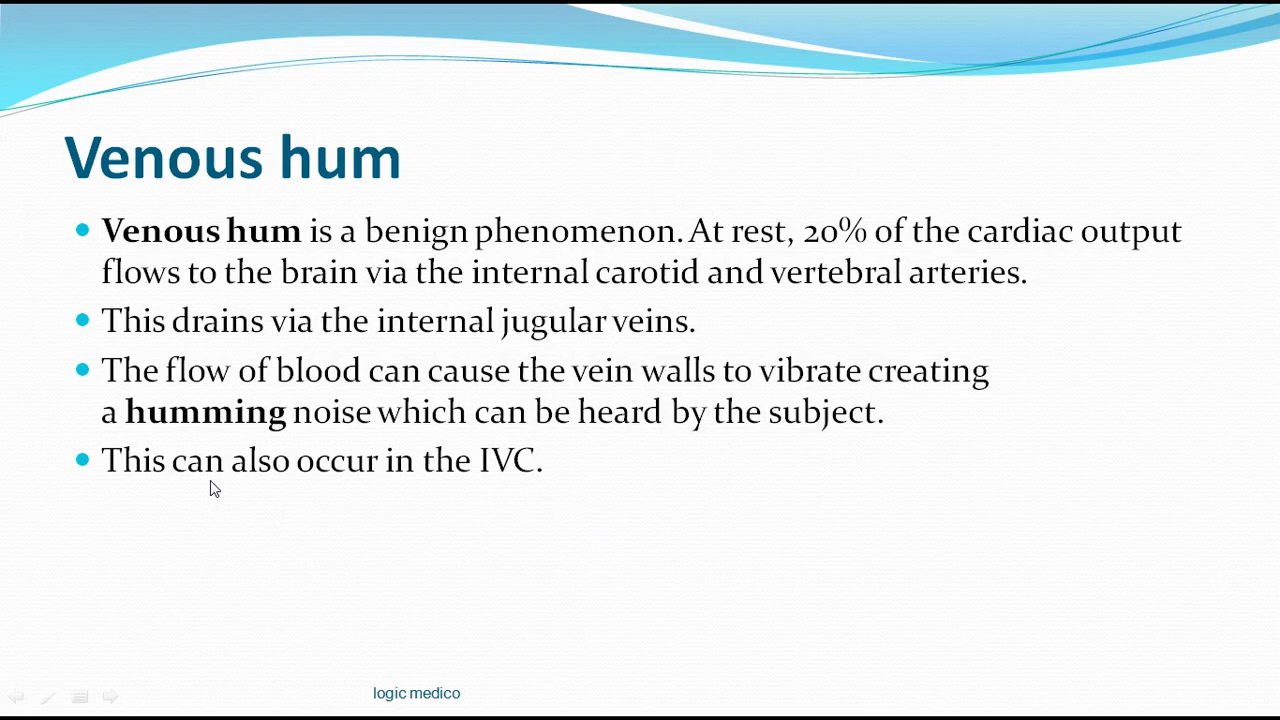 Venous hum
Venous hum is a benign phenomenon. At rest, 20% of the cardiac output
flows to the brain via the internal carotid and vertebral arteries.
This drains via the internal jugular veins.
The flow of blood can cause the vein walls to vibrate creating
a humming noise which can be heard by the subject.
This can also occur in the IVC.
logic medico